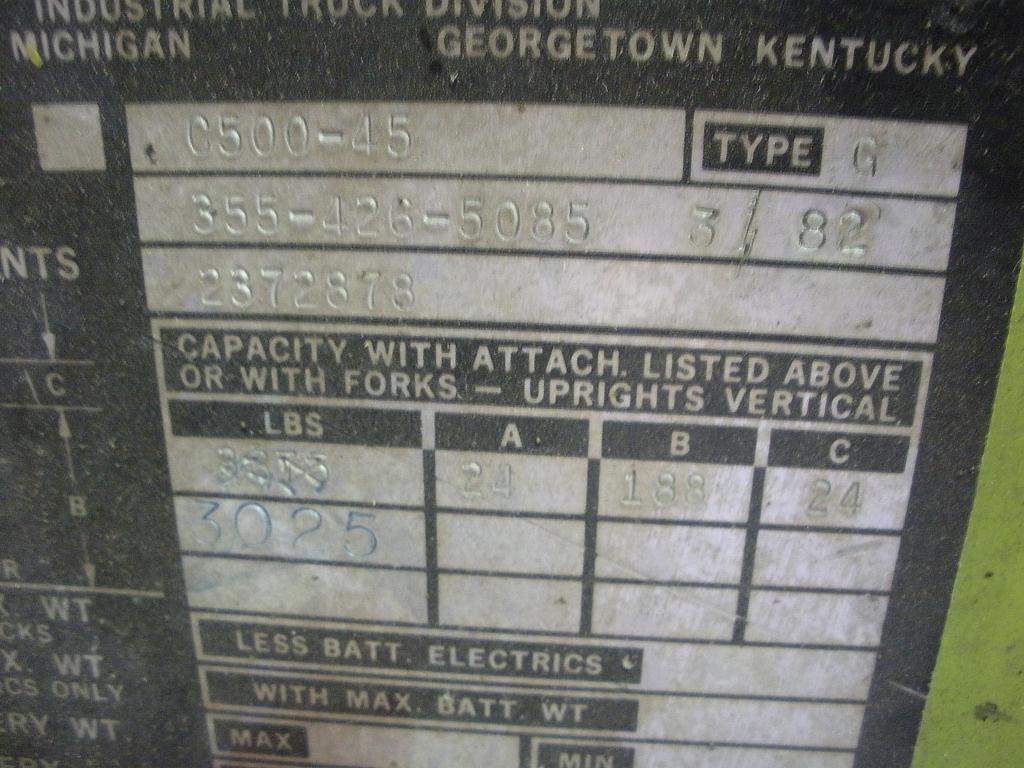 INDUSTRIAL TRUCK DIVISION
MICHIGAN GEORGETOWN KENTUCKY
C500-45 TYPE G
355-426-5085 3/82
2372878
NTS
CAPACITY WITH ATTACH. LISTED ABOVE
OR WITH FORKS — UPRIGHTS VERTICAL
C
LBS A B C
24 188 24
B
3025
R
X. WT.
CKS
LESS BATT. ELECTRICS
X. WT.
ICS ONLY
WITH MAX. BATT. WT
ERY WT.
MAX MIN